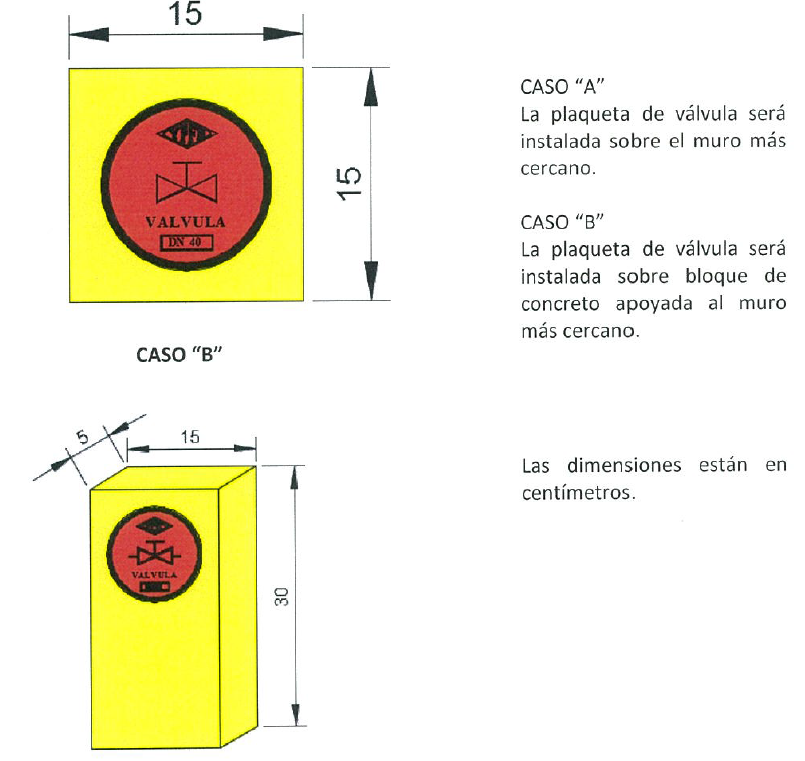 15
15
YPFB
VALVULA
DN 40
CASO “A”
La plaqueta de válvula será
instalada sobre el muro más
cercano.
CASO “B”
La plaqueta de válvula será
instalada sobre bloque de
concreto apoyada al muro
más cercano.
CASO “B”
5
15
30
VALVULA
Las dimensiones están en
centímetros.